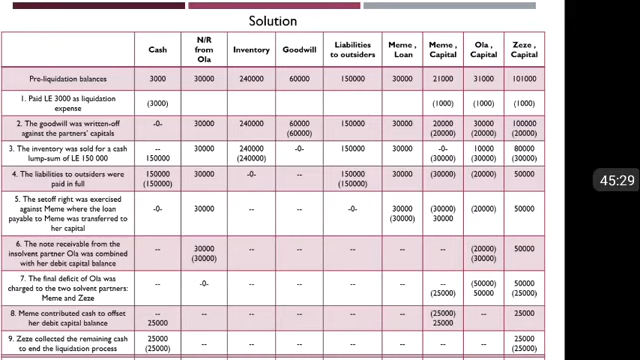 Solution
Cash
N/R
from
Ola
Inventory
Goodwill
Liabilities
to outsiders
Meme ,
Loan
Meme ,
Capital
Ola ,
Capital
Zeze ,
Capital
Pre-liquidation balances 3000 30000 240000 60000 150000 30000 21000 31000 101000
1. Paid LE 3000 as liquidation
expense
(3000) (1000) (1000) (1000)
2. The goodwill was written-off
against the partners' capitals
-0- 30000 240000 60000 150000 30000 20000 30000 100000
(60000) (20000) (20000) (20000)
3. The inventory was sold for a cash
lump-sum of LE 150 000
-- 30000 240000 -0- 150000 30000 -0- 10000 80000
150000 (240000) (30000) (30000) (30000)
4. The liabilities to outsiders were
paid in full
150000 30000 -0- -- 150000 30000 (30000) (20000) 50000
(150000) (150000)
5. The setoff right was exercised
against Meme where the loan
payable to Meme was transferred to
her capital
-0- 30000 -- -- -0- 30000 (30000) (20000) 50000
(30000) 30000
6. The note receivable from the
insolvent partner Ola was combined
with her debit capital balance
-- 30000 -- -- -- -- -- (20000) 50000
(30000) (30000)
7. The final deficit of Ola was
charged to the two solvent partners:
Meme and Zeze
-- -0- -- -- -- -- -- (50000) 50000
(25000) 50000 (25000)
8. Meme contributed cash to offset
her debit capital balance
-- -- -- -- -- -- (25000) -- 25000
25000 25000
9. Zeze collected the remaining cash
to end the liquidation process
25000 -- -- -- -- -- -- -- 25000
(25000) (25000)
45:29